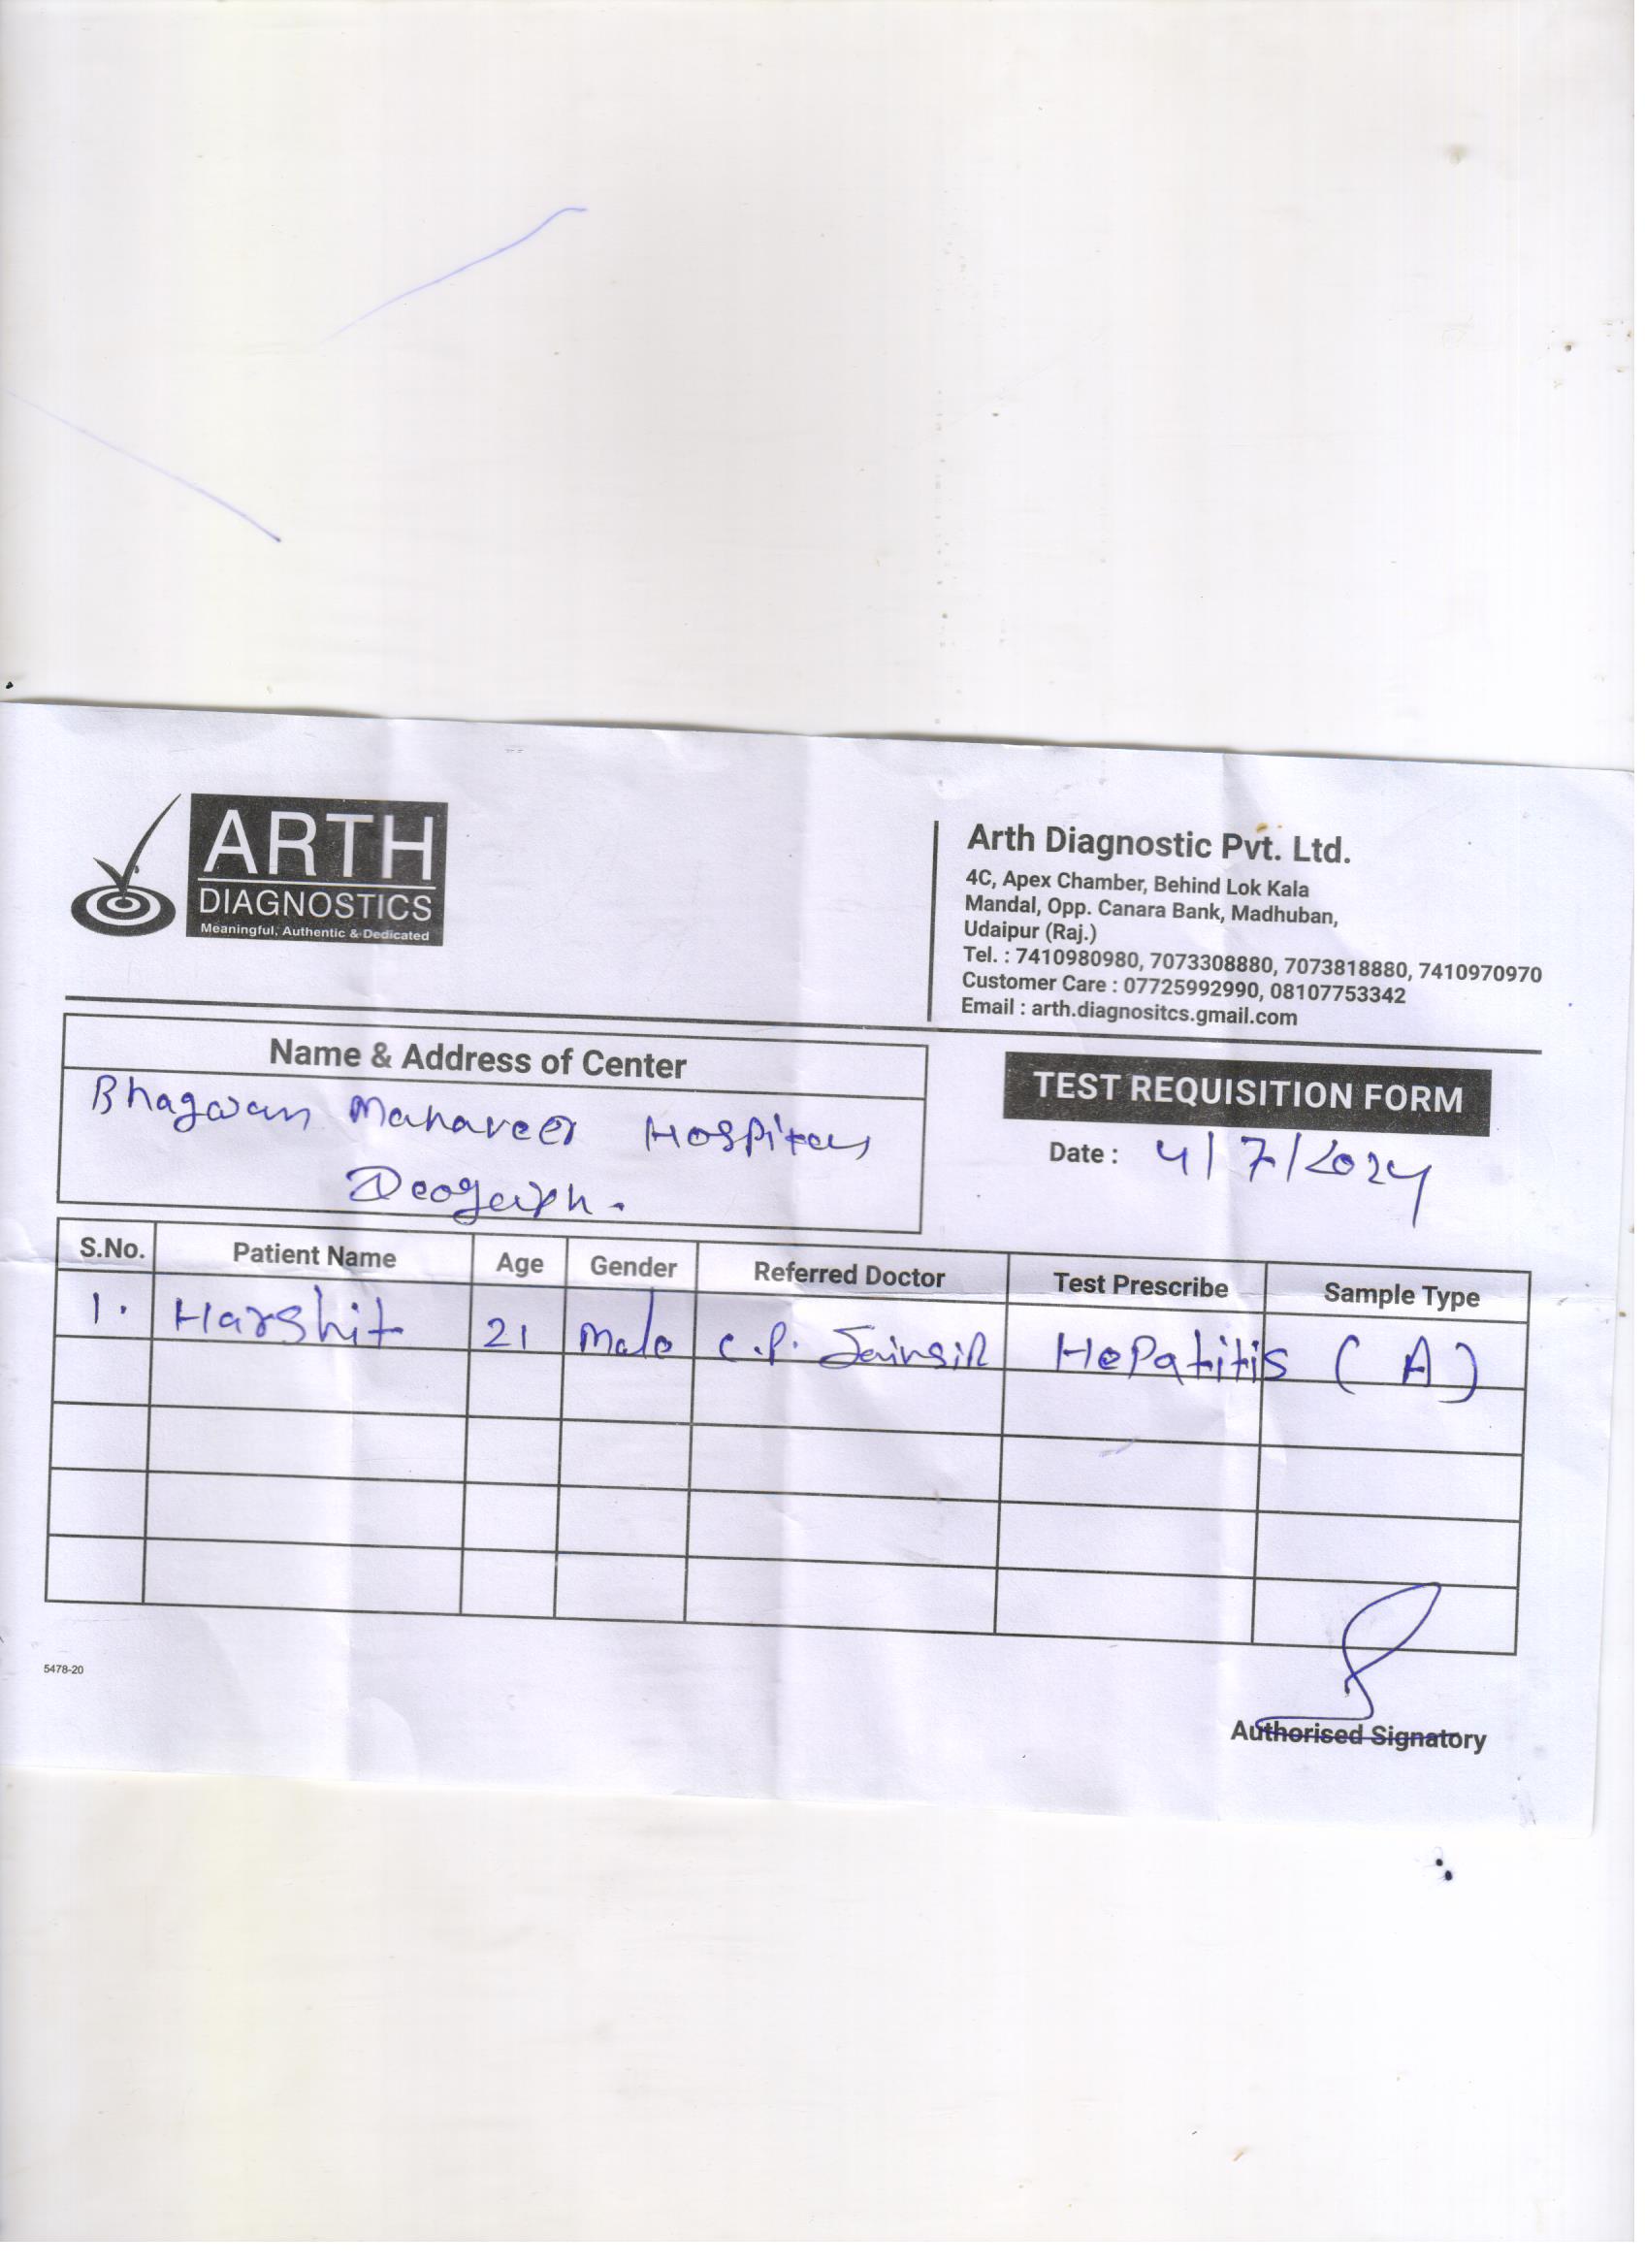 ARTH
DIAGNOSTICS
Meaningful, Authentic & Dedicated
Arth Diagnostic Pvt. Ltd.
4C, Apex Chamber, Behind Lok Kala
Mandal, Opp. Canara Bank, Madhuban,
Udaipur (Raj.)
Tel. : 7410980980, 7073308880, 7073818880, 7410970970
Customer Care : 07725992990, 08107753342
Email : arth.diagnositcs.gmail.com
Name & Address of Center
Bhagwan Mahaveer Hospital
Deogarh.
TEST REQUISITION FORM
Date : 4/7/2024
S.No. Patient Name Age Gender Referred Doctor Test Prescribe Sample Type
1. Harshit 21 Male C.P. Jainsir Hepatitis (A)
5478-20
Authorised Signatory